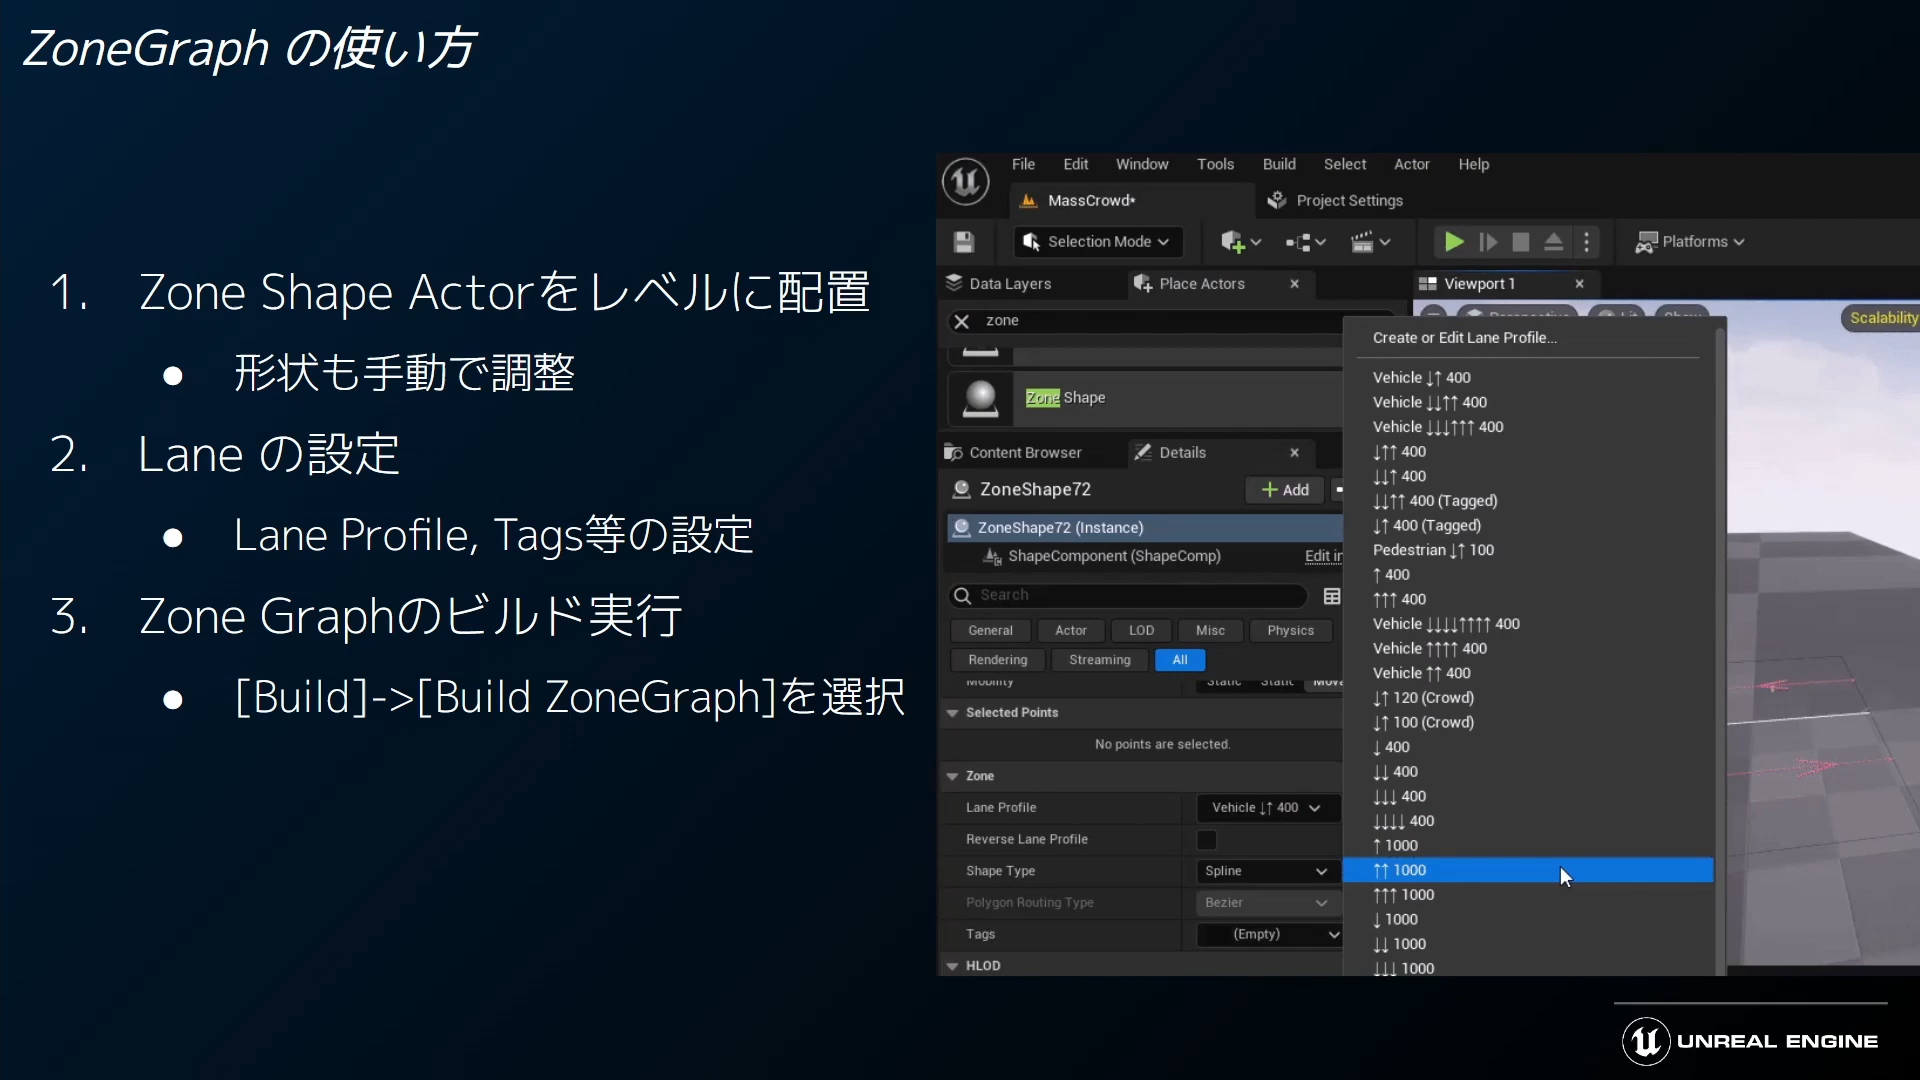 ZoneGraph の使い方
1. Zone Shape Actorをレベルに配置
● 形状も手動で調整
2. Lane の設定
● Lane Profile, Tags等の設定
3. Zone Graphのビルド実行
● [Build]->[Build ZoneGraph]を選択
File Edit Window Tools Build Select Actor Help
MassCrowd* Project Settings
Selection Mode Platforms
Data Layers Place Actors Viewport 1
zone
Perspective Lit Show Scalability
Zone Shape
Content Browser Details
ZoneShape72 + Add
ZoneShape72 (Instance)
ShapeComponent (ShapeComp) Edit in
Search
General Actor LOD Misc Physics
Rendering Streaming All
Mobility Static Static Mova
Selected Points
No points are selected.
Zone
Lane Profile Vehicle ↓↑ 400
Reverse Lane Profile
Shape Type Spline
Polygon Routing Type Bezier
Tags (Empty)
HLOD
Create or Edit Lane Profile...
Vehicle ↓↑ 400
Vehicle ↓↓↑↑ 400
Vehicle ↓↓↓↑↑↑ 400
↓↑↑ 400
↓↓↑ 400
↓↓↑↑ 400 (Tagged)
↓↑ 400 (Tagged)
Pedestrian ↓↑ 100
↑ 400
↑↑↑ 400
Vehicle ↓↓↓↓↑↑↑↑ 400
Vehicle ↑↑↑↑ 400
Vehicle ↑↑ 400
↓↑ 120 (Crowd)
↓↑ 100 (Crowd)
↓ 400
↓↓ 400
↓↓↓ 400
↓↓↓↓ 400
↑ 1000
↑↑ 1000
↑↑↑ 1000
↓ 1000
↓↓ 1000
↓↓↓ 1000
UNREAL ENGINE